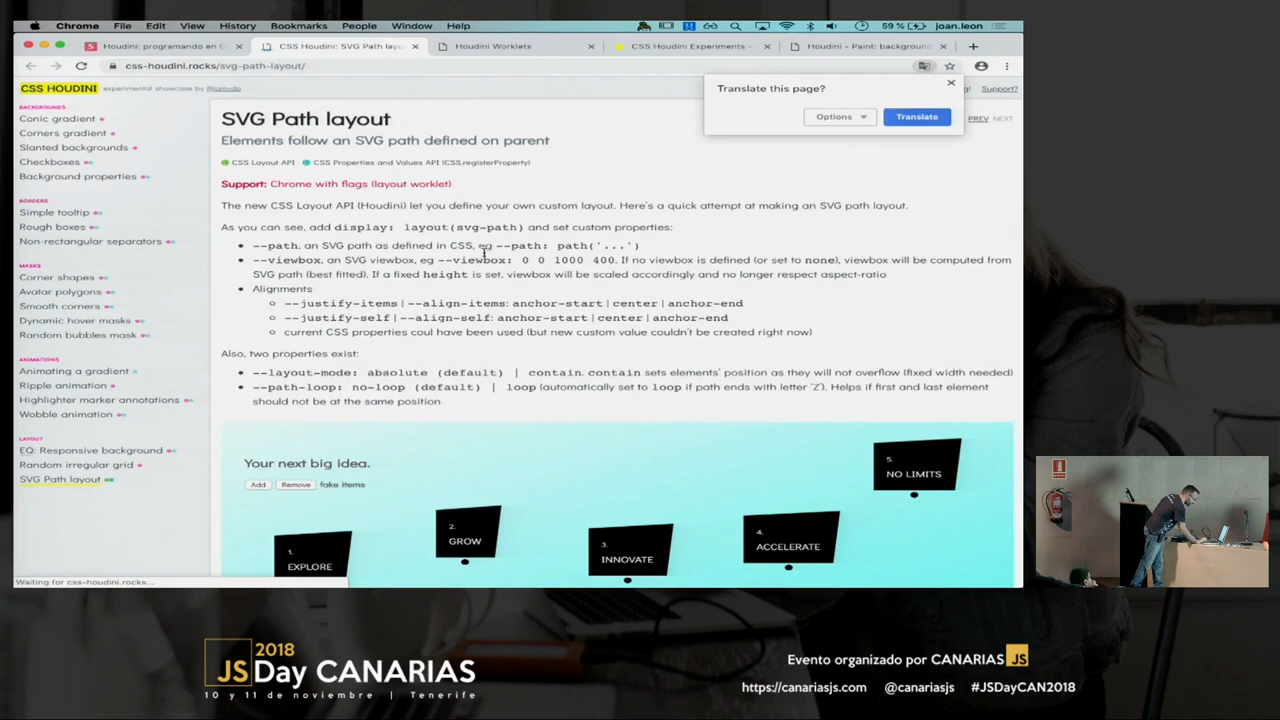 Chrome File Edit View History Bookmarks People Window Help
59 % joan.leon
Houdini: programando en C
CSS Houdini: SVG Path layo
Houdini Worklets
CSS Houdini Experiments -
Houdini - Paint: background
css-houdini.rocks/svg-path-layout/
Translate this page?
Options
Translate
CSS HOUDINI experimental showcase by @iamvdo
Support?
PREV NEXT
BACKGROUNDS
Conic gradient
Corners gradient
Slanted backgrounds
Checkboxes
Background properties
BORDERS
Simple tooltip
Rough boxes
Non-rectangular separators
MASKS
Corner shapes
Avatar polygons
Smooth corners
Dynamic hover masks
Random bubbles mask
ANIMATIONS
Animating a gradient
Ripple animation
Highlighter marker annotations
Wobble animation
LAYOUT
EQ: Responsive background
Random irregular grid
SVG Path layout
SVG Path layout
Elements follow an SVG path defined on parent
CSS Layout API CSS Properties and Values API (CSS.registerProperty)
Support: Chrome with flags (layout worklet)
The new CSS Layout API (Houdini) let you define your own custom layout. Here's a quick attempt at making an SVG path layout.
As you can see, add display: layout(svg-path) and set custom properties:
--path, an SVG path as defined in CSS, eg --path: path('...')
--viewbox, an SVG viewbox, eg --viewbox: 0 0 1000 400. If no viewbox is defined (or set to none), viewbox will be computed from
SVG path (best fitted). If a fixed height is set, viewbox will be scaled accordingly and no longer respect aspect-ratio
Alignments
--justify-items|--align-items: anchor-start|center|anchor-end
--justify-self|--align-self: anchor-start|center|anchor-end
current CSS properties coul have been used (but new custom value couldn't be created right now)
Also, two properties exist:
--layout-mode: absolute (default) | contain. contain sets elements' position as they will not overflow (fixed width needed)
--path-loop: no-loop (default) | loop (automatically set to loop if path ends with letter 'Z'). Helps if first and last element
should not be at the same position
Your next big idea.
Add Remove fake items
1.
EXPLORE
2.
GROW
3.
INNOVATE
4.
ACCELERATE
5.
NO LIMITS
Waiting for css-houdini.rocks...
2018
JSDay CANARIAS
10 y 11 de noviembre | Tenerife
Evento organizado por CANARIAS JS
https://canariasjs.com @canariasjs #JSDayCAN2018